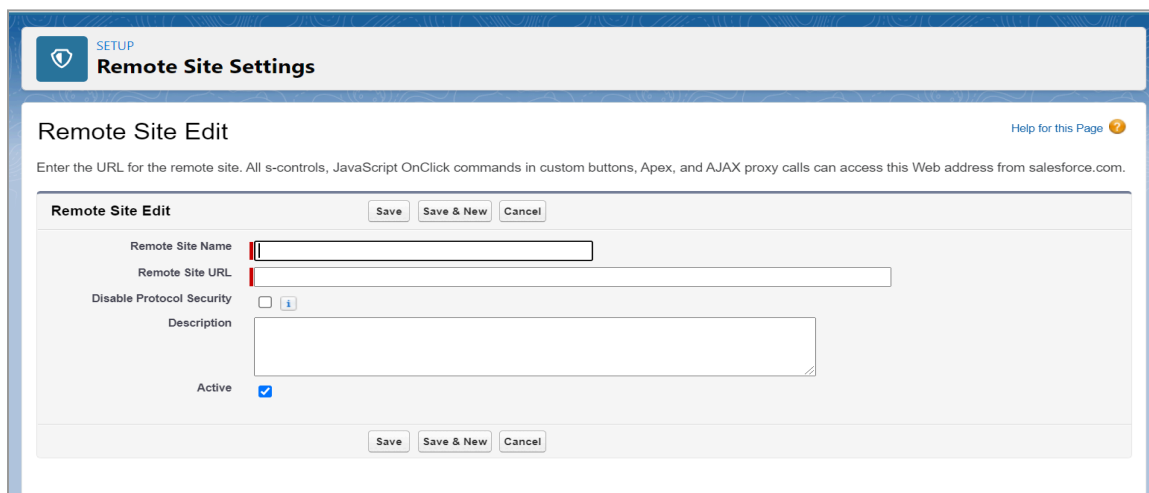 SETUP
Remote Site Settings
Remote Site Edit
Help for this Page ?
Enter the URL for the remote site. All s-controls, JavaScript OnClick commands in custom buttons, Apex, and AJAX proxy calls can access this Web address from salesforce.com.
Remote Site Edit Save Save & New Cancel
Remote Site Name
Remote Site URL
Disable Protocol Security i
Description
Active
Save Save & New Cancel